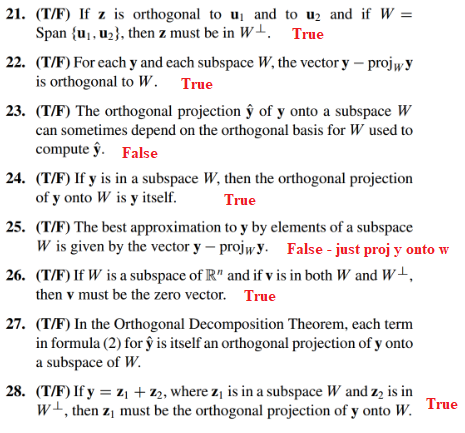 21. (T/F) If z is orthogonal to u₁ and to u₂ and if W =
Span {u₁, u₂}, then z must be in W⊥. True
22. (T/F) For each y and each subspace W, the vector y − proj_W y
is orthogonal to W. True
23. (T/F) The orthogonal projection ŷ of y onto a subspace W
can sometimes depend on the orthogonal basis for W used to
compute ŷ. False
24. (T/F) If y is in a subspace W, then the orthogonal projection
of y onto W is y itself. True
25. (T/F) The best approximation to y by elements of a subspace
W is given by the vector y − proj_W y. False - just proj y onto w
26. (T/F) If W is a subspace of ℝⁿ and if v is in both W and W⊥,
then v must be the zero vector. True
27. (T/F) In the Orthogonal Decomposition Theorem, each term
in formula (2) for ŷ is itself an orthogonal projection of y onto
a subspace of W.
28. (T/F) If y = z₁ + z₂, where z₁ is in a subspace W and z₂ is in
W⊥, then z₁ must be the orthogonal projection of y onto W. True